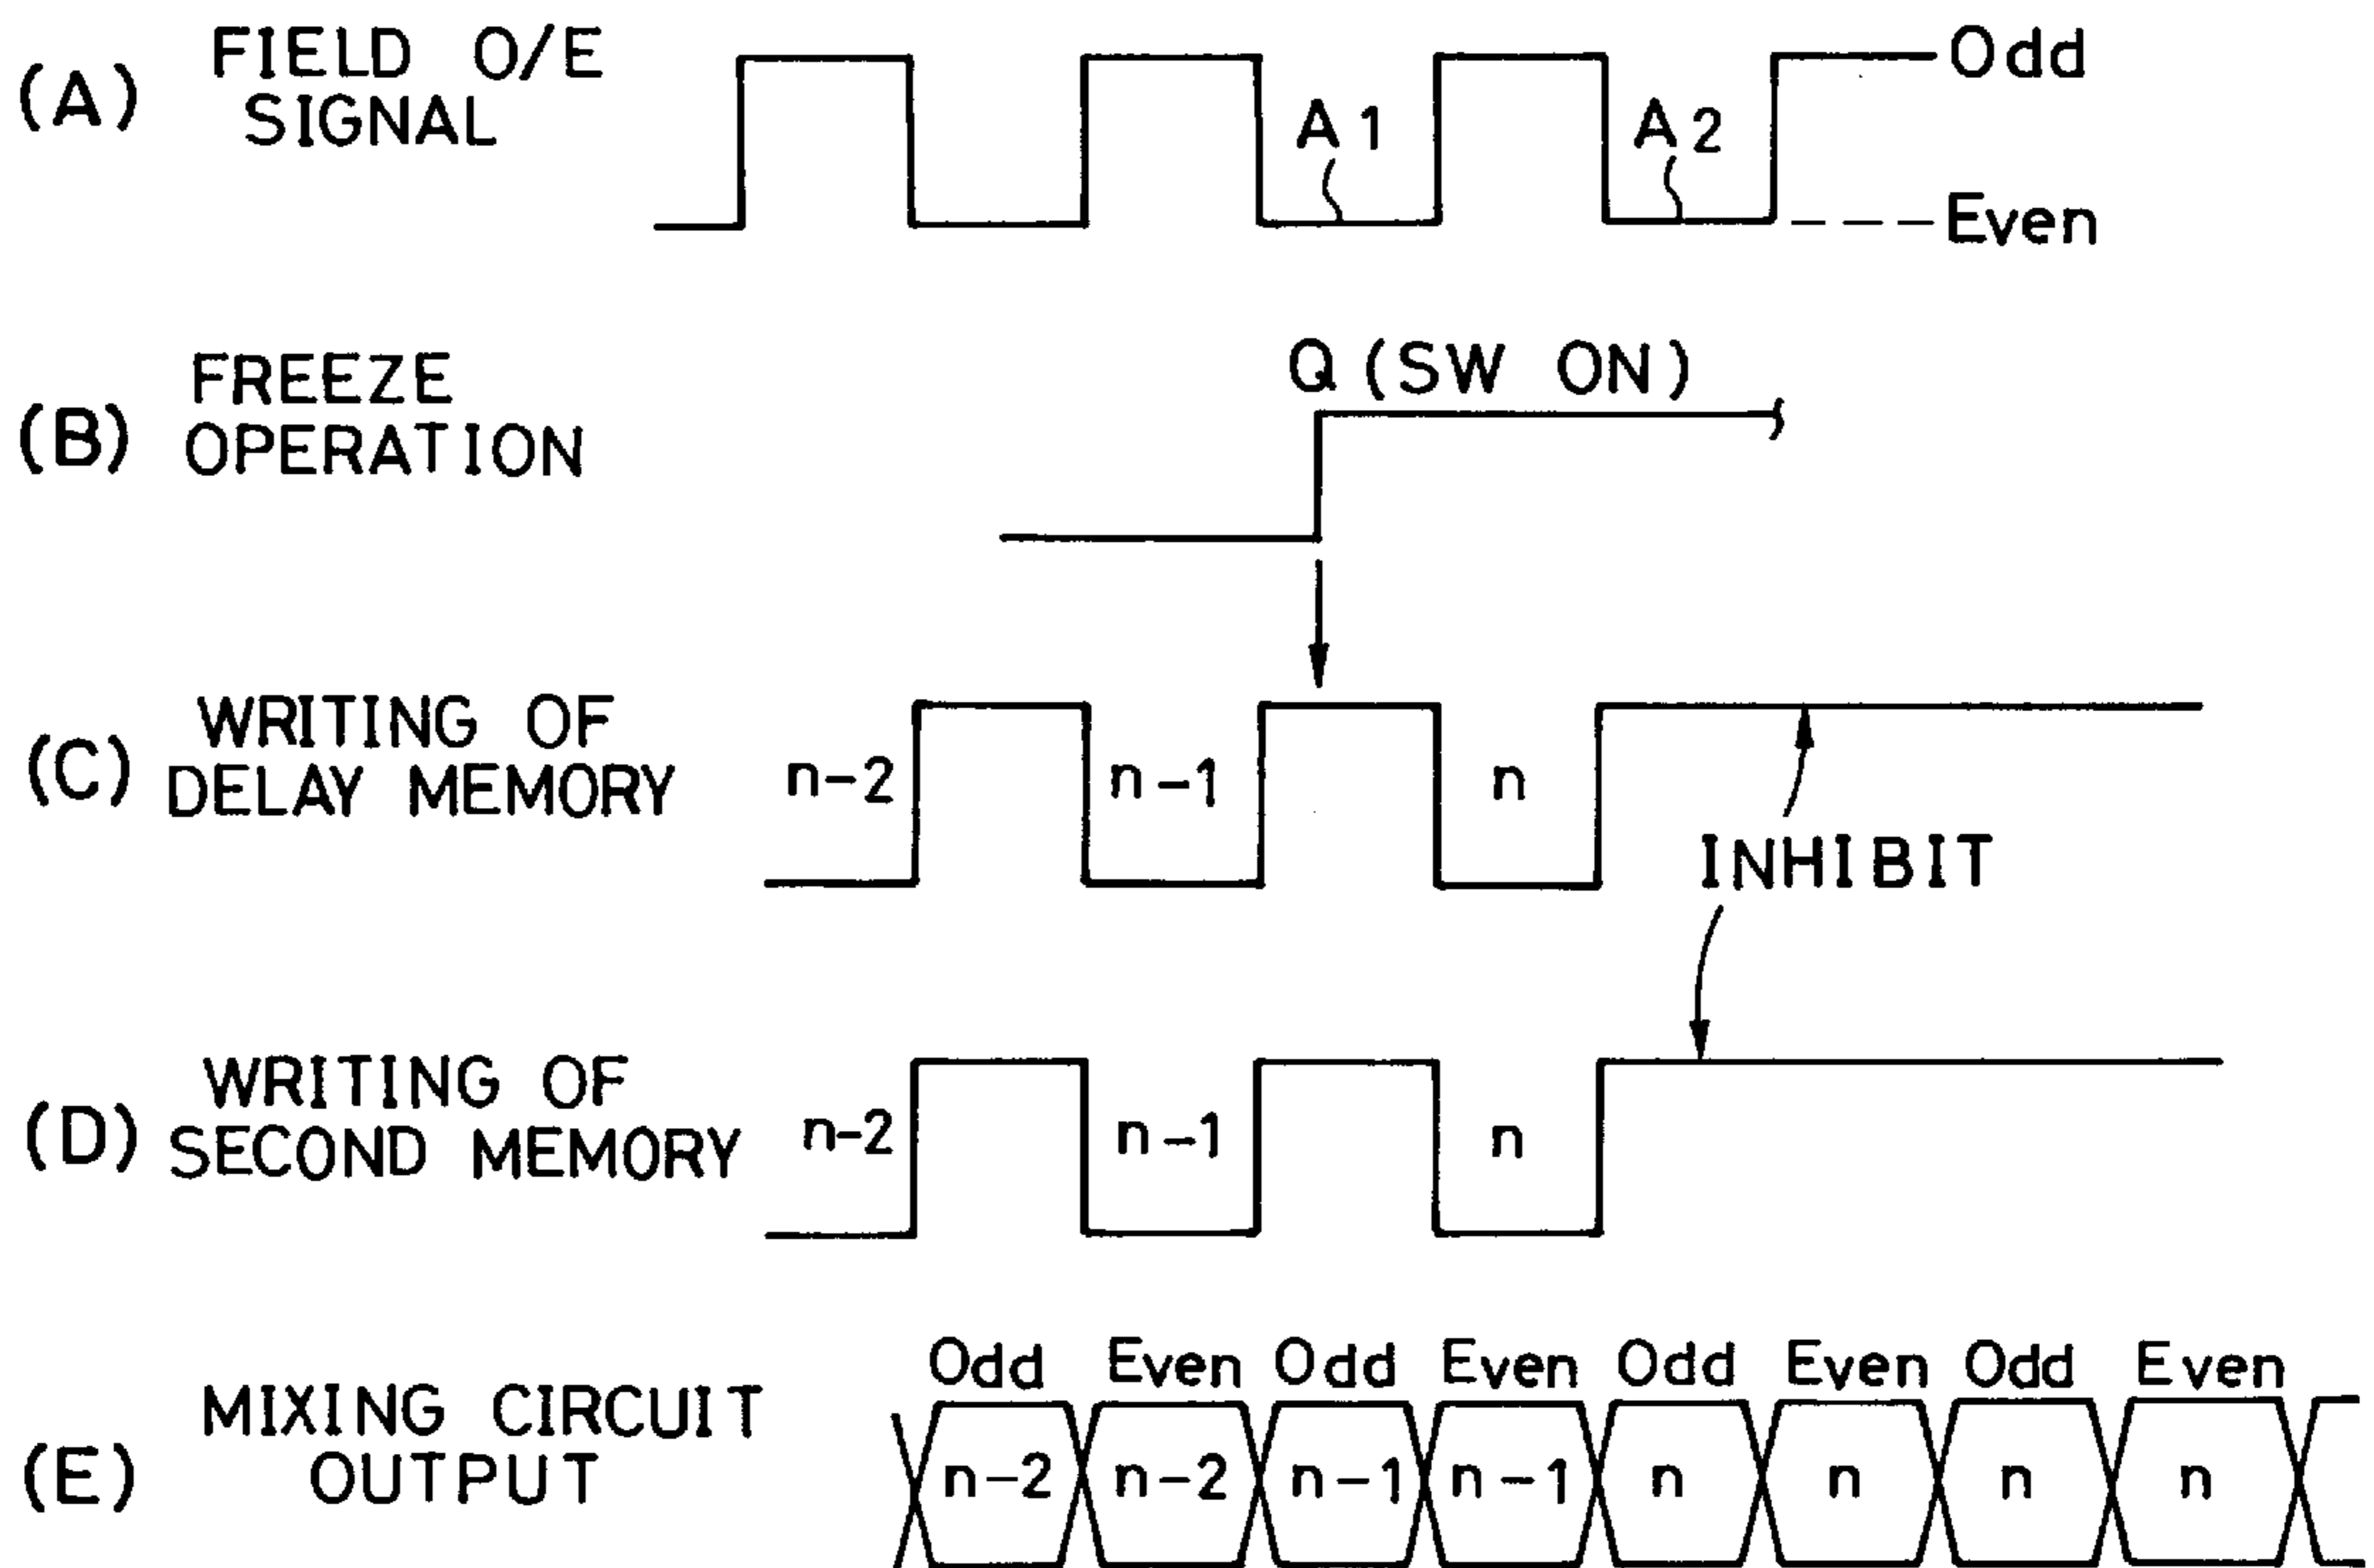 (A) FIELD O/E SIGNAL
Odd
A1
A2
Even
(B) FREEZE OPERATION
Q (SW ON)
(C) WRITING OF DELAY MEMORY
n-2
n-1
n
INHIBIT
(D) WRITING OF SECOND MEMORY
n-2
n-1
n
(E) MIXING CIRCUIT OUTPUT
Odd Even Odd Even Odd Even Odd Even
n-2 n-2 n-1 n-1 n n n n